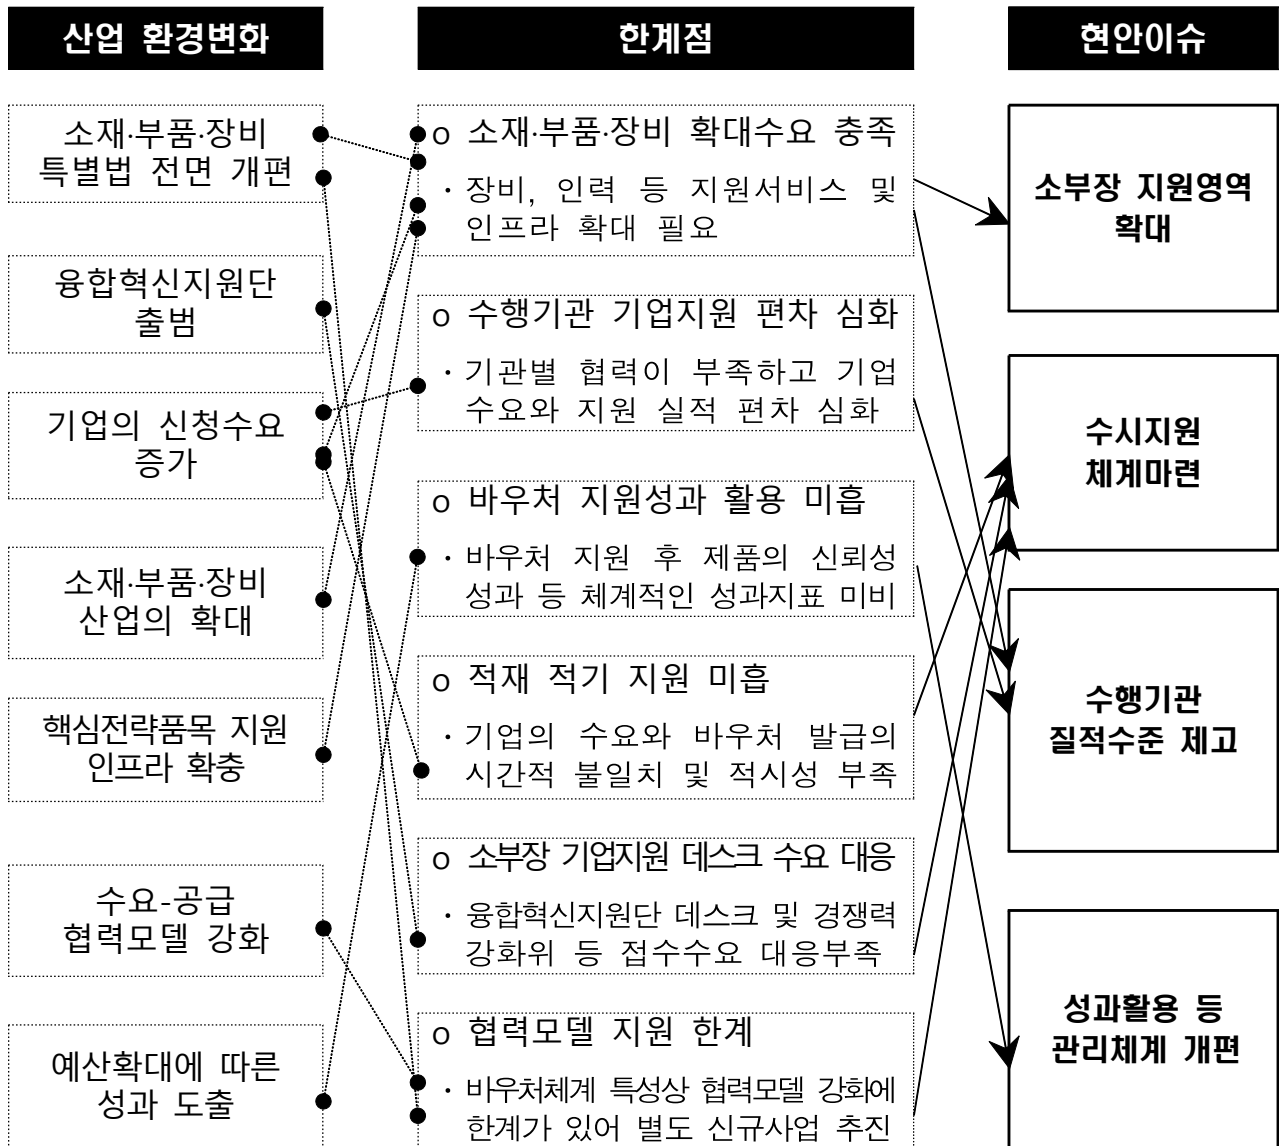 산업 환경변화
한계점
현안이슈
소재·부품·장비
특별법 전면 개편
융합혁신지원단
출범
기업의 신청수요
증가
소재·부품·장비
산업의 확대
핵심전략품목 지원
인프라 확충
수요-공급
협력모델 강화
예산확대에 따른
성과 도출
o 소재·부품·장비 확대수요 충족
· 장비, 인력 등 지원서비스 및
인프라 확대 필요
o 수행기관 기업지원 편차 심화
· 기관별 협력이 부족하고 기업
수요와 지원 실적 편차 심화
o 바우처 지원성과 활용 미흡
· 바우처 지원 후 제품의 신뢰성
성과 등 체계적인 성과지표 미비
o 적재 적기 지원 미흡
· 기업의 수요와 바우처 발급의
시간적 불일치 및 적시성 부족
o 소부장 기업지원 데스크 수요 대응
· 융합혁신지원단 데스크 및 경쟁력
강화위 등 접수수요 대응부족
o 협력모델 지원 한계
· 바우처체계 특성상 협력모델 강화에
한계가 있어 별도 신규사업 추진
소부장 지원영역
확대
수시지원
체계마련
수행기관
질적수준 제고
성과활용 등
관리체계 개편